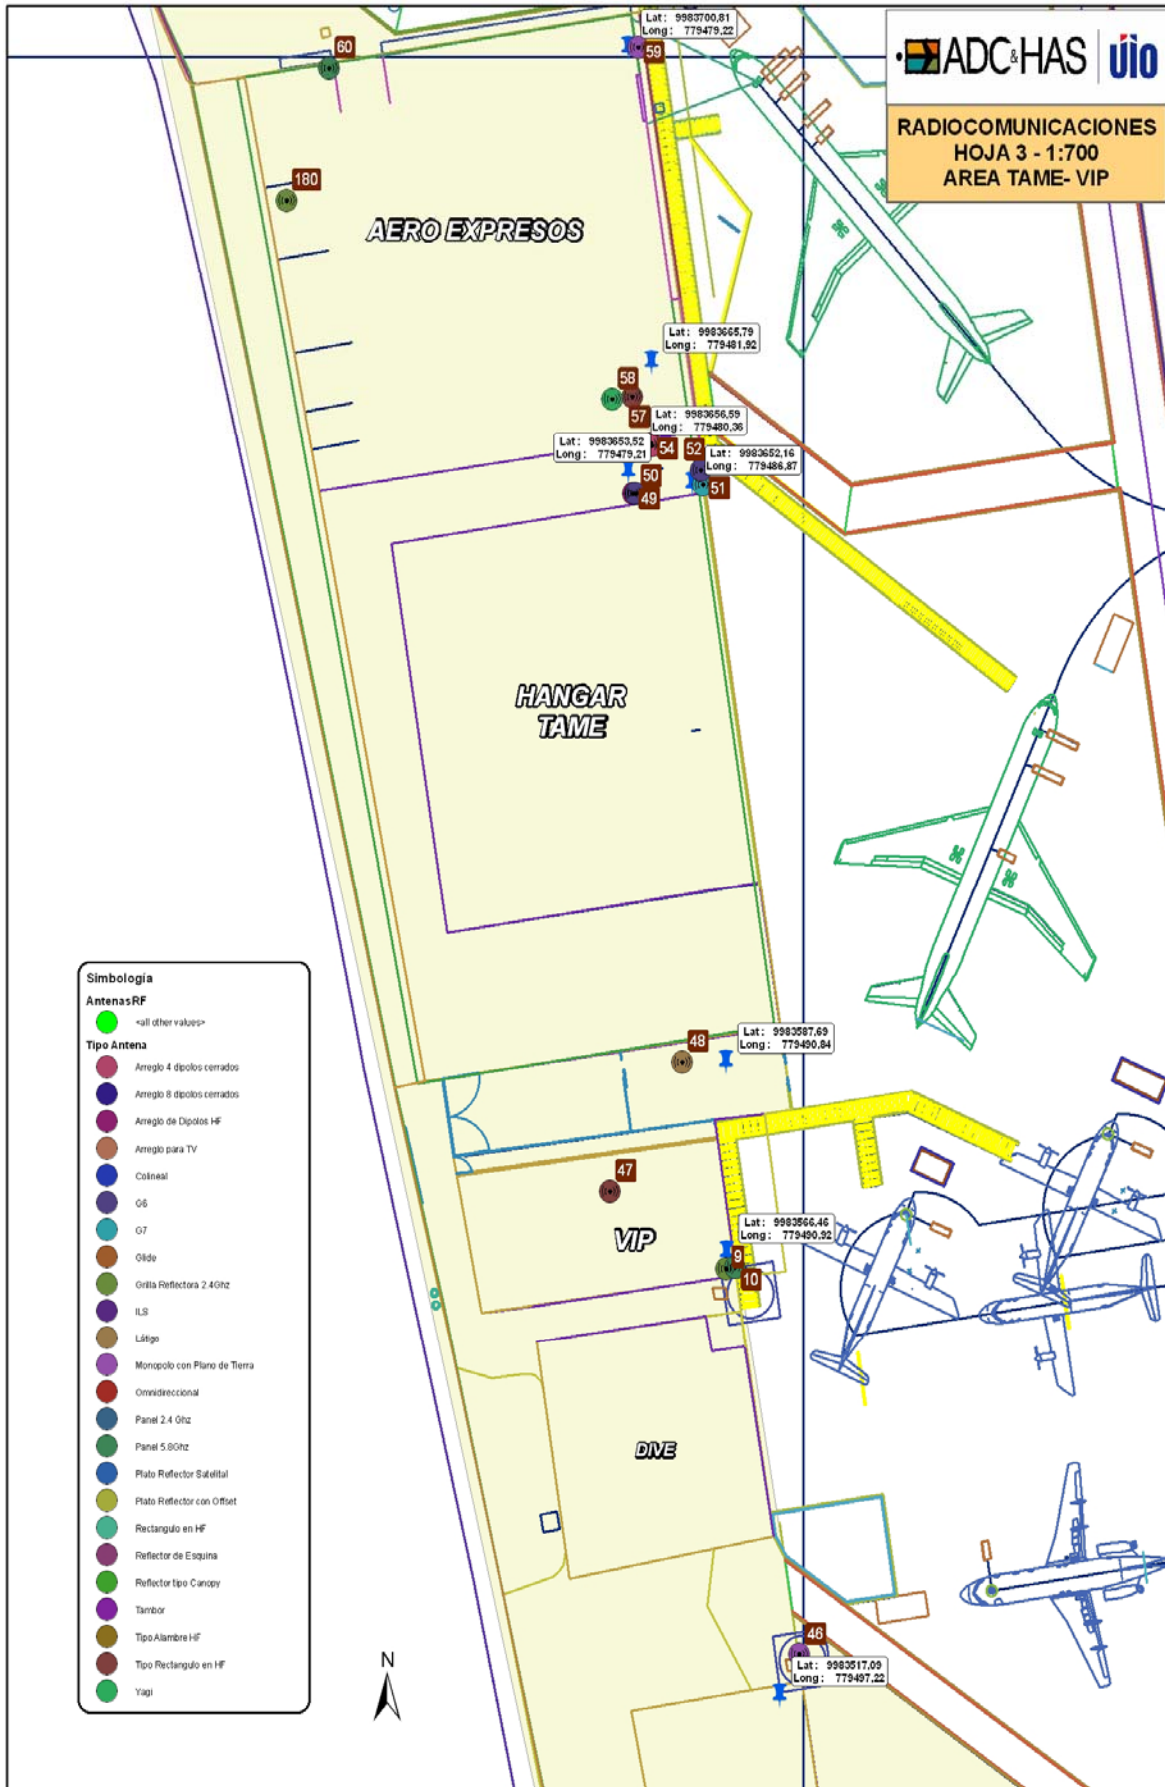 Lat: 9983700,81
Long: 779479,22
ADC&HAS
ÚIO
RADIOCOMUNICACIONES
HOJA 3 - 1:700
AREA TAME- VIP
60
59
180
AERO EXPRESOS
Lat: 9983665,79
Long: 779481,92
58
57
Lat: 9983656,59
Long: 779480,36
Lat: 9983653,52
Long: 779479,21
54
52
Lat: 9983652,16
Long: 779486,87
50
49
51
HANGAR
TAME
Lat: 9983587,69
Long: 779490,84
48
47
VIP
Lat: 9983566,46
Long: 779490,92
9
10
DIVE
46
Lat: 9983517,09
Long: 779497,22
N
Simbología
AntenasRF
<all other values>
Tipo Antena
Arreglo 4 dipolos cerrados
Arreglo 8 dipolos cerrados
Arreglo de Dipolos HF
Arreglo para TV
Colineal
G6
G7
Glide
Grilla Reflectora 2.4Ghz
ILS
Látigo
Monopolo con Plano de Tierra
Omnidireccional
Panel 2.4 Ghz
Panel 5.8Ghz
Plato Reflector Satelital
Plato Reflector con Offset
Rectangulo en HF
Reflector de Esquina
Reflector tipo Canopy
Tambor
Tipo Alambre HF
Tipo Rectangulo en HF
Yagi